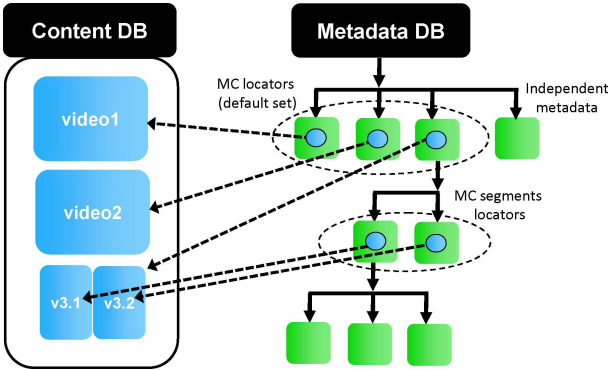 Content DB
Metadata DB
MC locators
(default set)
Independent
metadata
video1
video2
MC segments
locators
v3.1
v3.2